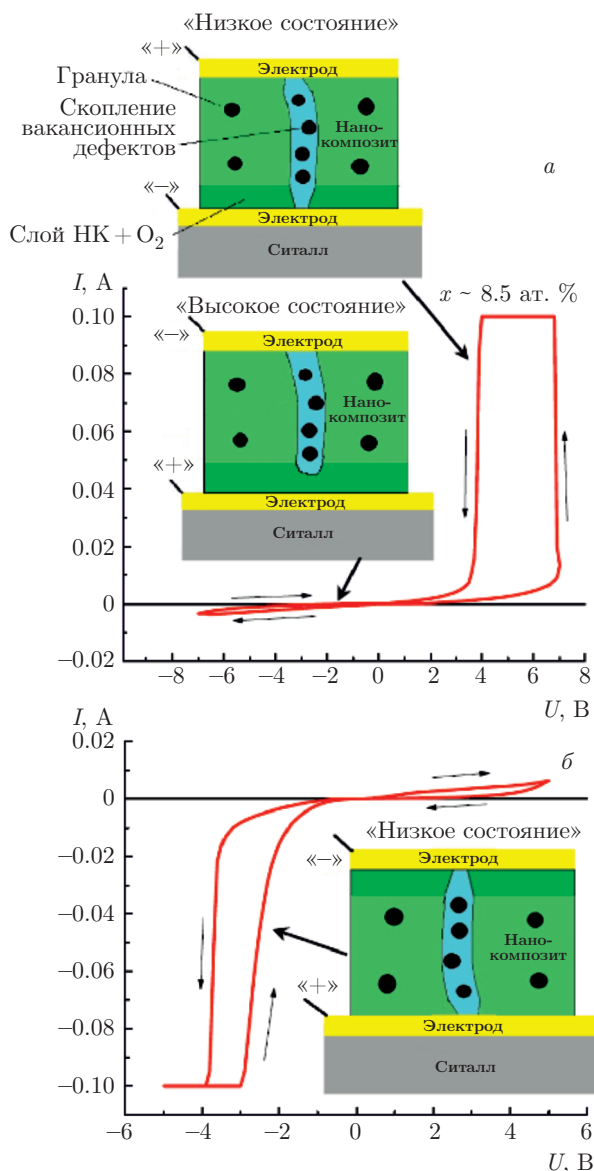 «Низкое состояние»
«+»
Электрод
Гранула
Скопление
вакансионных
дефектов
Нано-
композит
а
«−»
Электрод
Слой НК + O₂
Ситалл
I, А
x ~ 8.5 ат. %
0.10
«Высокое состояние»
«−»
Электрод
0.08
Нано-
композит
0.06
«+»
0.04
Электрод
Ситалл
0.02
0
−0.02
−8
−6
−4
−2
0
2
4
6
8
U, В
I, А
0.02
б
0
«Низкое состояние»
«−»
Электрод
−0.02
Нано-
композит
−0.04
−0.06
«+»
Электрод
−0.08
Ситалл
−0.10
−6
−4
−2
0
2
4
6
U, В